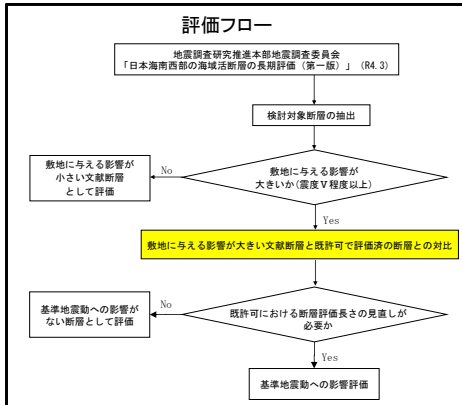 評価フロー
地震調査研究推進本部地震調査委員会
「日本海南西部の海域活断層の長期評価（第一版）」（R4.3）
検討対象断層の抽出
敷地に与える影響が
大きいか（震度Ⅴ程度以上）
No
敷地に与える影響が
小さい文献断層
として評価
Yes
敷地に与える影響が大きい文献断層と既許可で評価済の断層との対比
既許可における断層評価長さの見直しが
必要か
No
基準地震動への影響が
ない断層として評価
Yes
基準地震動への影響評価